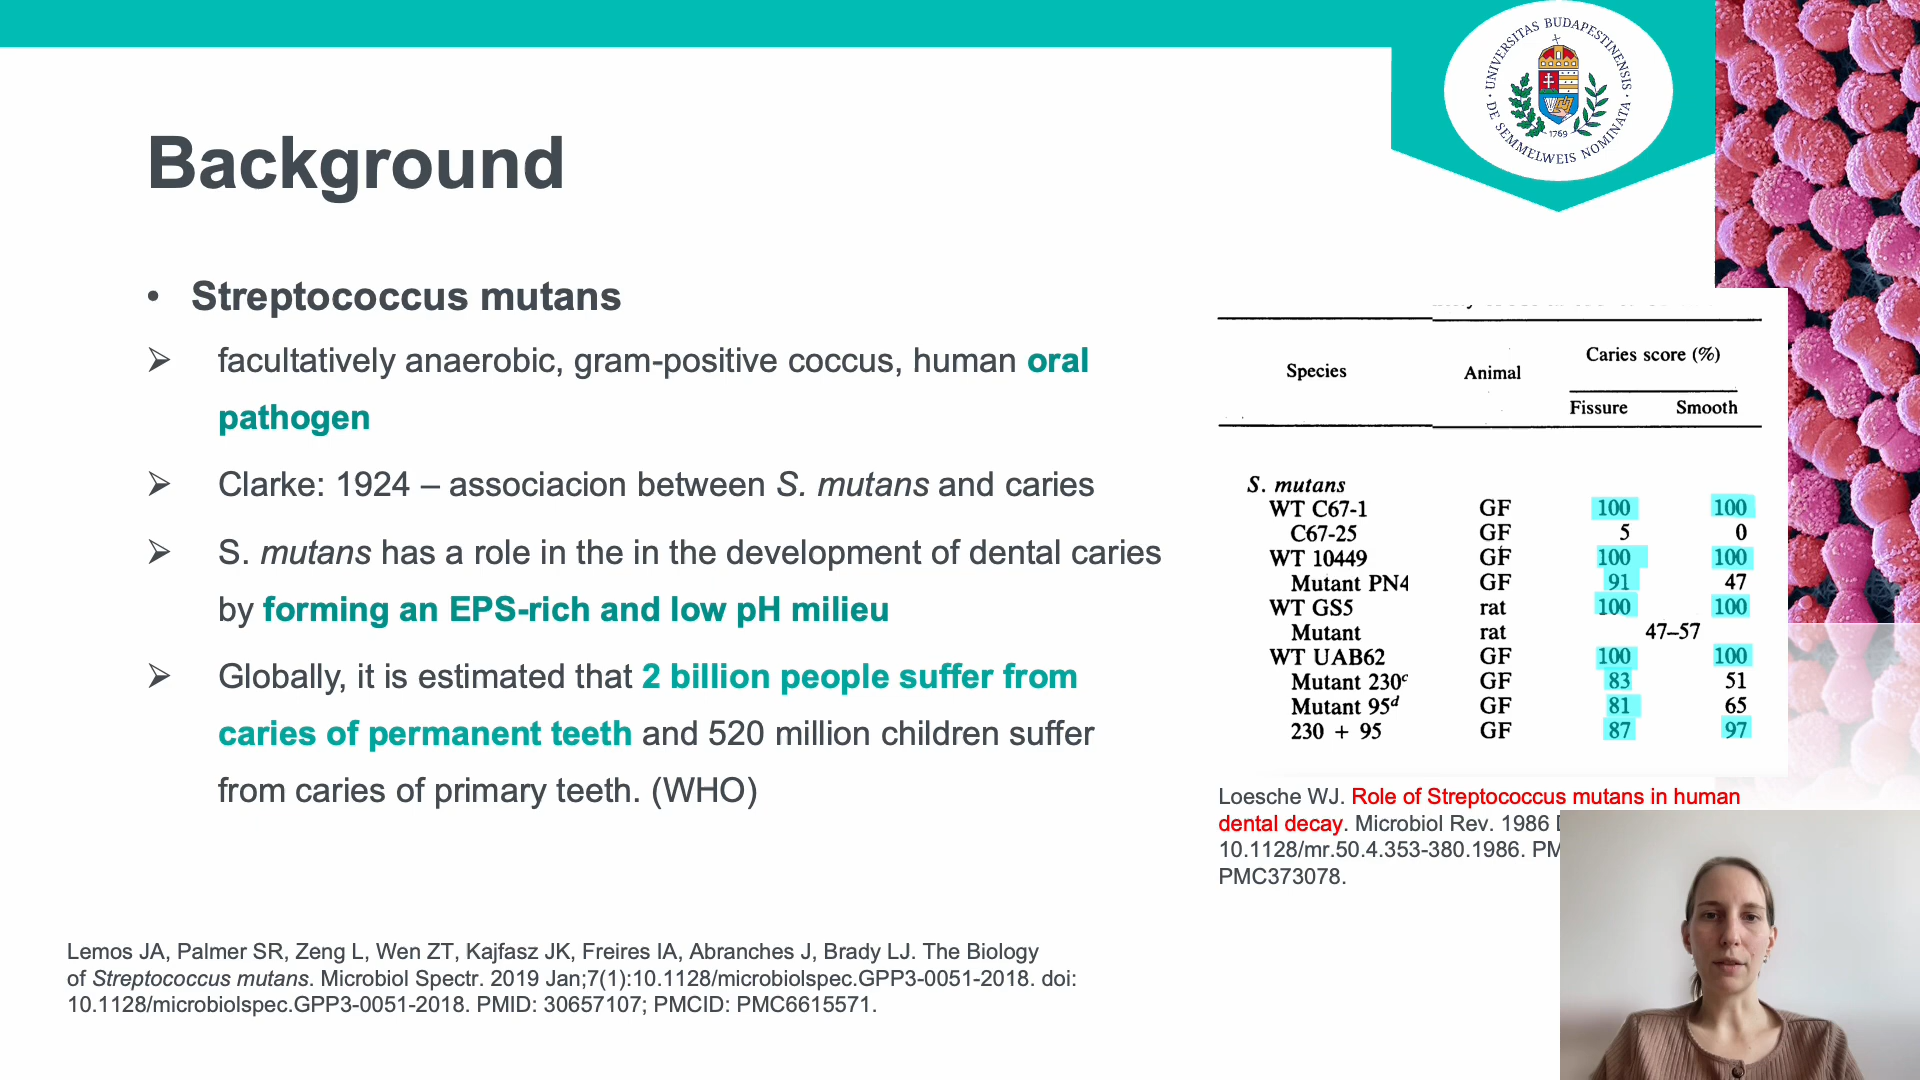 UNIVERSITAS BUDAPESTINENSIS
· DE SEMMELWEIS NOMINATA ·
1769
Background
• Streptococcus mutans
facultatively anaerobic, gram-positive coccus, human oral
pathogen
Clarke: 1924 – associacion between S. mutans and caries
S. mutans has a role in the in the development of dental caries
by forming an EPS-rich and low pH milieu
Globally, it is estimated that 2 billion people suffer from
caries of permanent teeth and 520 million children suffer
from caries of primary teeth. (WHO)
Species Animal Caries score (%)
Fissure Smooth
S. mutans
WT C67-1 GF 100 100
C67-25 GF 5 0
WT 10449 GF 100 100
Mutant PN4 GF 91 47
WT GS5 rat 100 100
Mutant rat 47–57
WT UAB62 GF 100 100
Mutant 230c GF 83 51
Mutant 95d GF 81 65
230 + 95 GF 87 97
Loesche WJ. Role of Streptococcus mutans in human
dental decay. Microbiol Rev. 1986
10.1128/mr.50.4.353-380.1986.
PMC373078.
Lemos JA, Palmer SR, Zeng L, Wen ZT, Kajfasz JK, Freires IA, Abranches J, Brady LJ. The Biology
of Streptococcus mutans. Microbiol Spectr. 2019 Jan;7(1):10.1128/microbiolspec.GPP3-0051-2018. doi:
10.1128/microbiolspec.GPP3-0051-2018. PMID: 30657107; PMCID: PMC6615571.